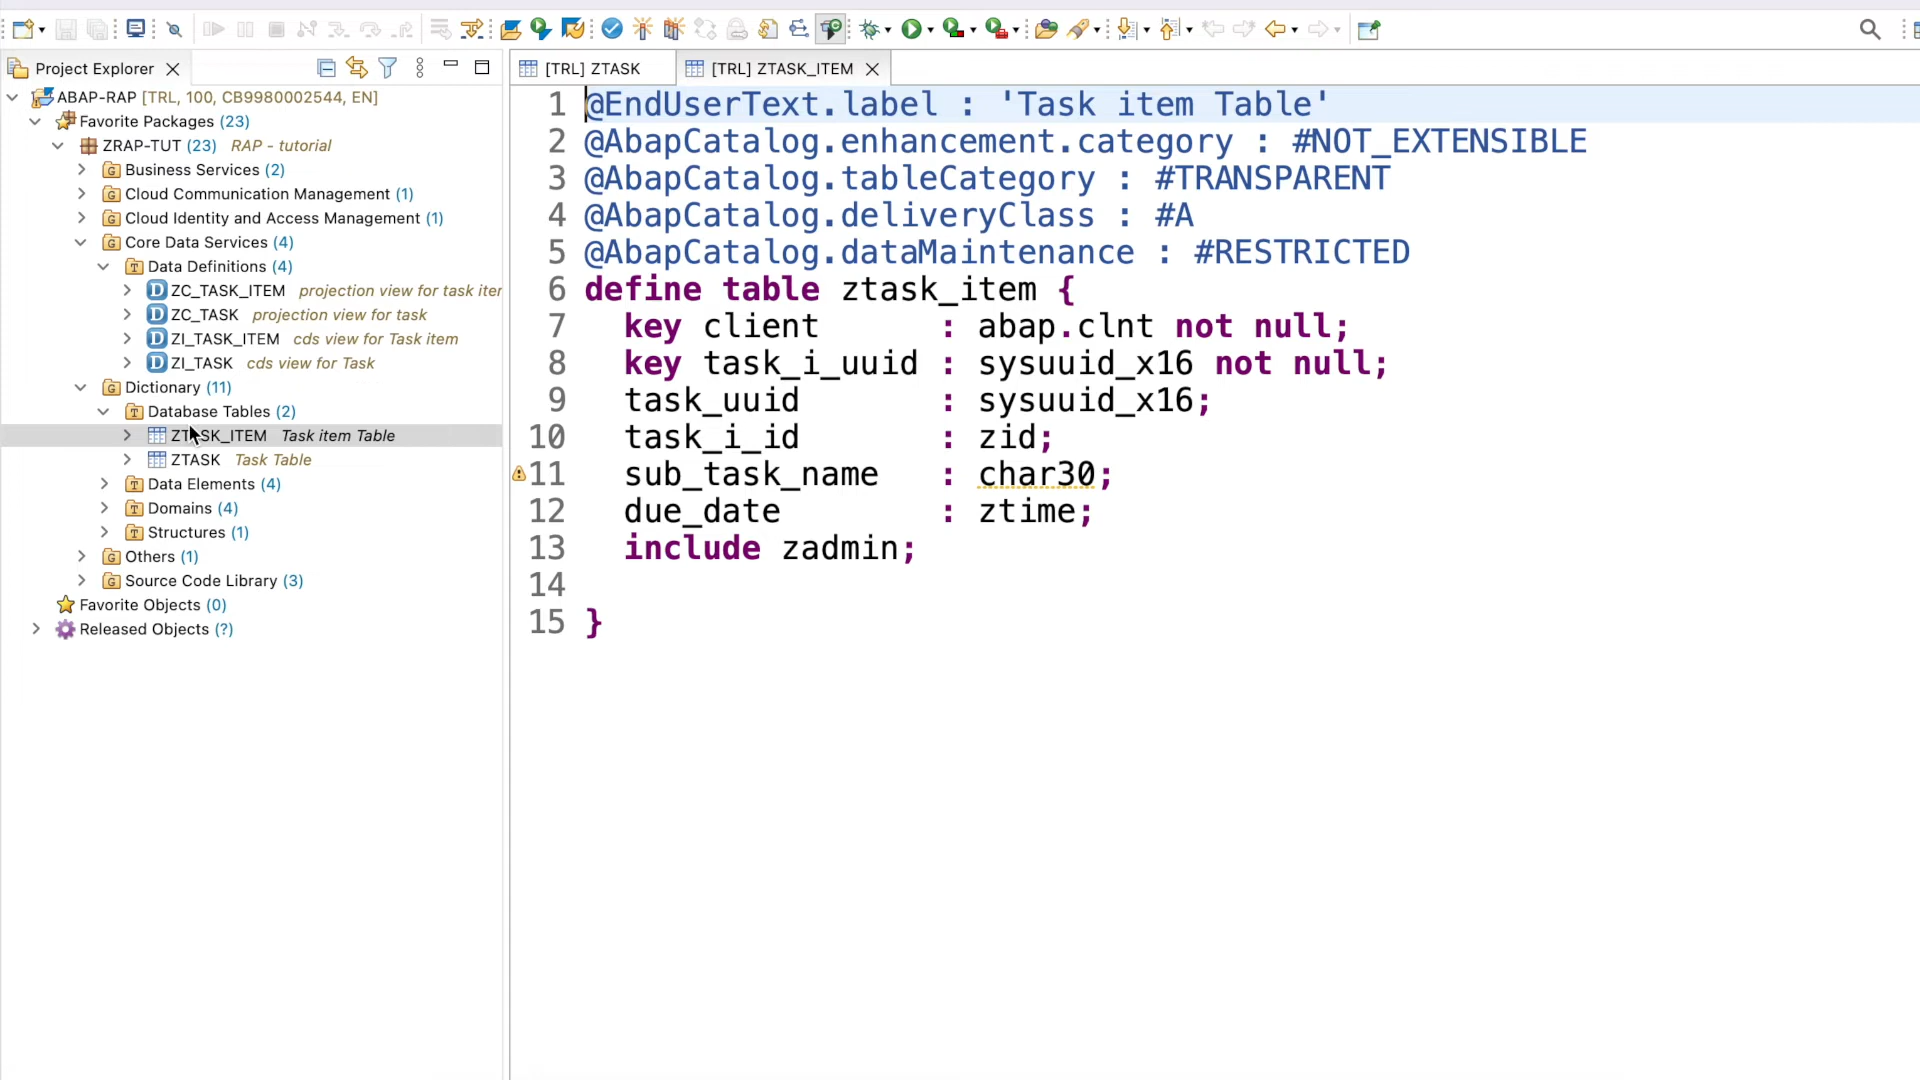 Project Explorer
[TRL] ZTASK
[TRL] ZTASK_ITEM
ABAP-RAP [TRL, 100, CB9980002544, EN]
Favorite Packages (23)
ZRAP-TUT (23) RAP - tutorial
Business Services (2)
Cloud Communication Management (1)
Cloud Identity and Access Management (1)
Core Data Services (4)
Data Definitions (4)
ZC_TASK_ITEM projection view for task iter
ZC_TASK projection view for task
ZI_TASK_ITEM cds view for Task item
ZI_TASK cds view for Task
Dictionary (11)
Database Tables (2)
ZTASK_ITEM Task item Table
ZTASK Task Table
Data Elements (4)
Domains (4)
Structures (1)
Others (1)
Source Code Library (3)
Favorite Objects (0)
Released Objects (?)
1 @EndUserText.label : 'Task item Table'
2 @AbapCatalog.enhancement.category : #NOT_EXTENSIBLE
3 @AbapCatalog.tableCategory : #TRANSPARENT
4 @AbapCatalog.deliveryClass : #A
5 @AbapCatalog.dataMaintenance : #RESTRICTED
6 define table ztask_item {
7 key client : abap.clnt not null;
8 key task_i_uuid : sysuuid_x16 not null;
9 task_uuid : sysuuid_x16;
10 task_i_id : zid;
11 sub_task_name : char30;
12 due_date : ztime;
13 include zadmin;
14
15 }